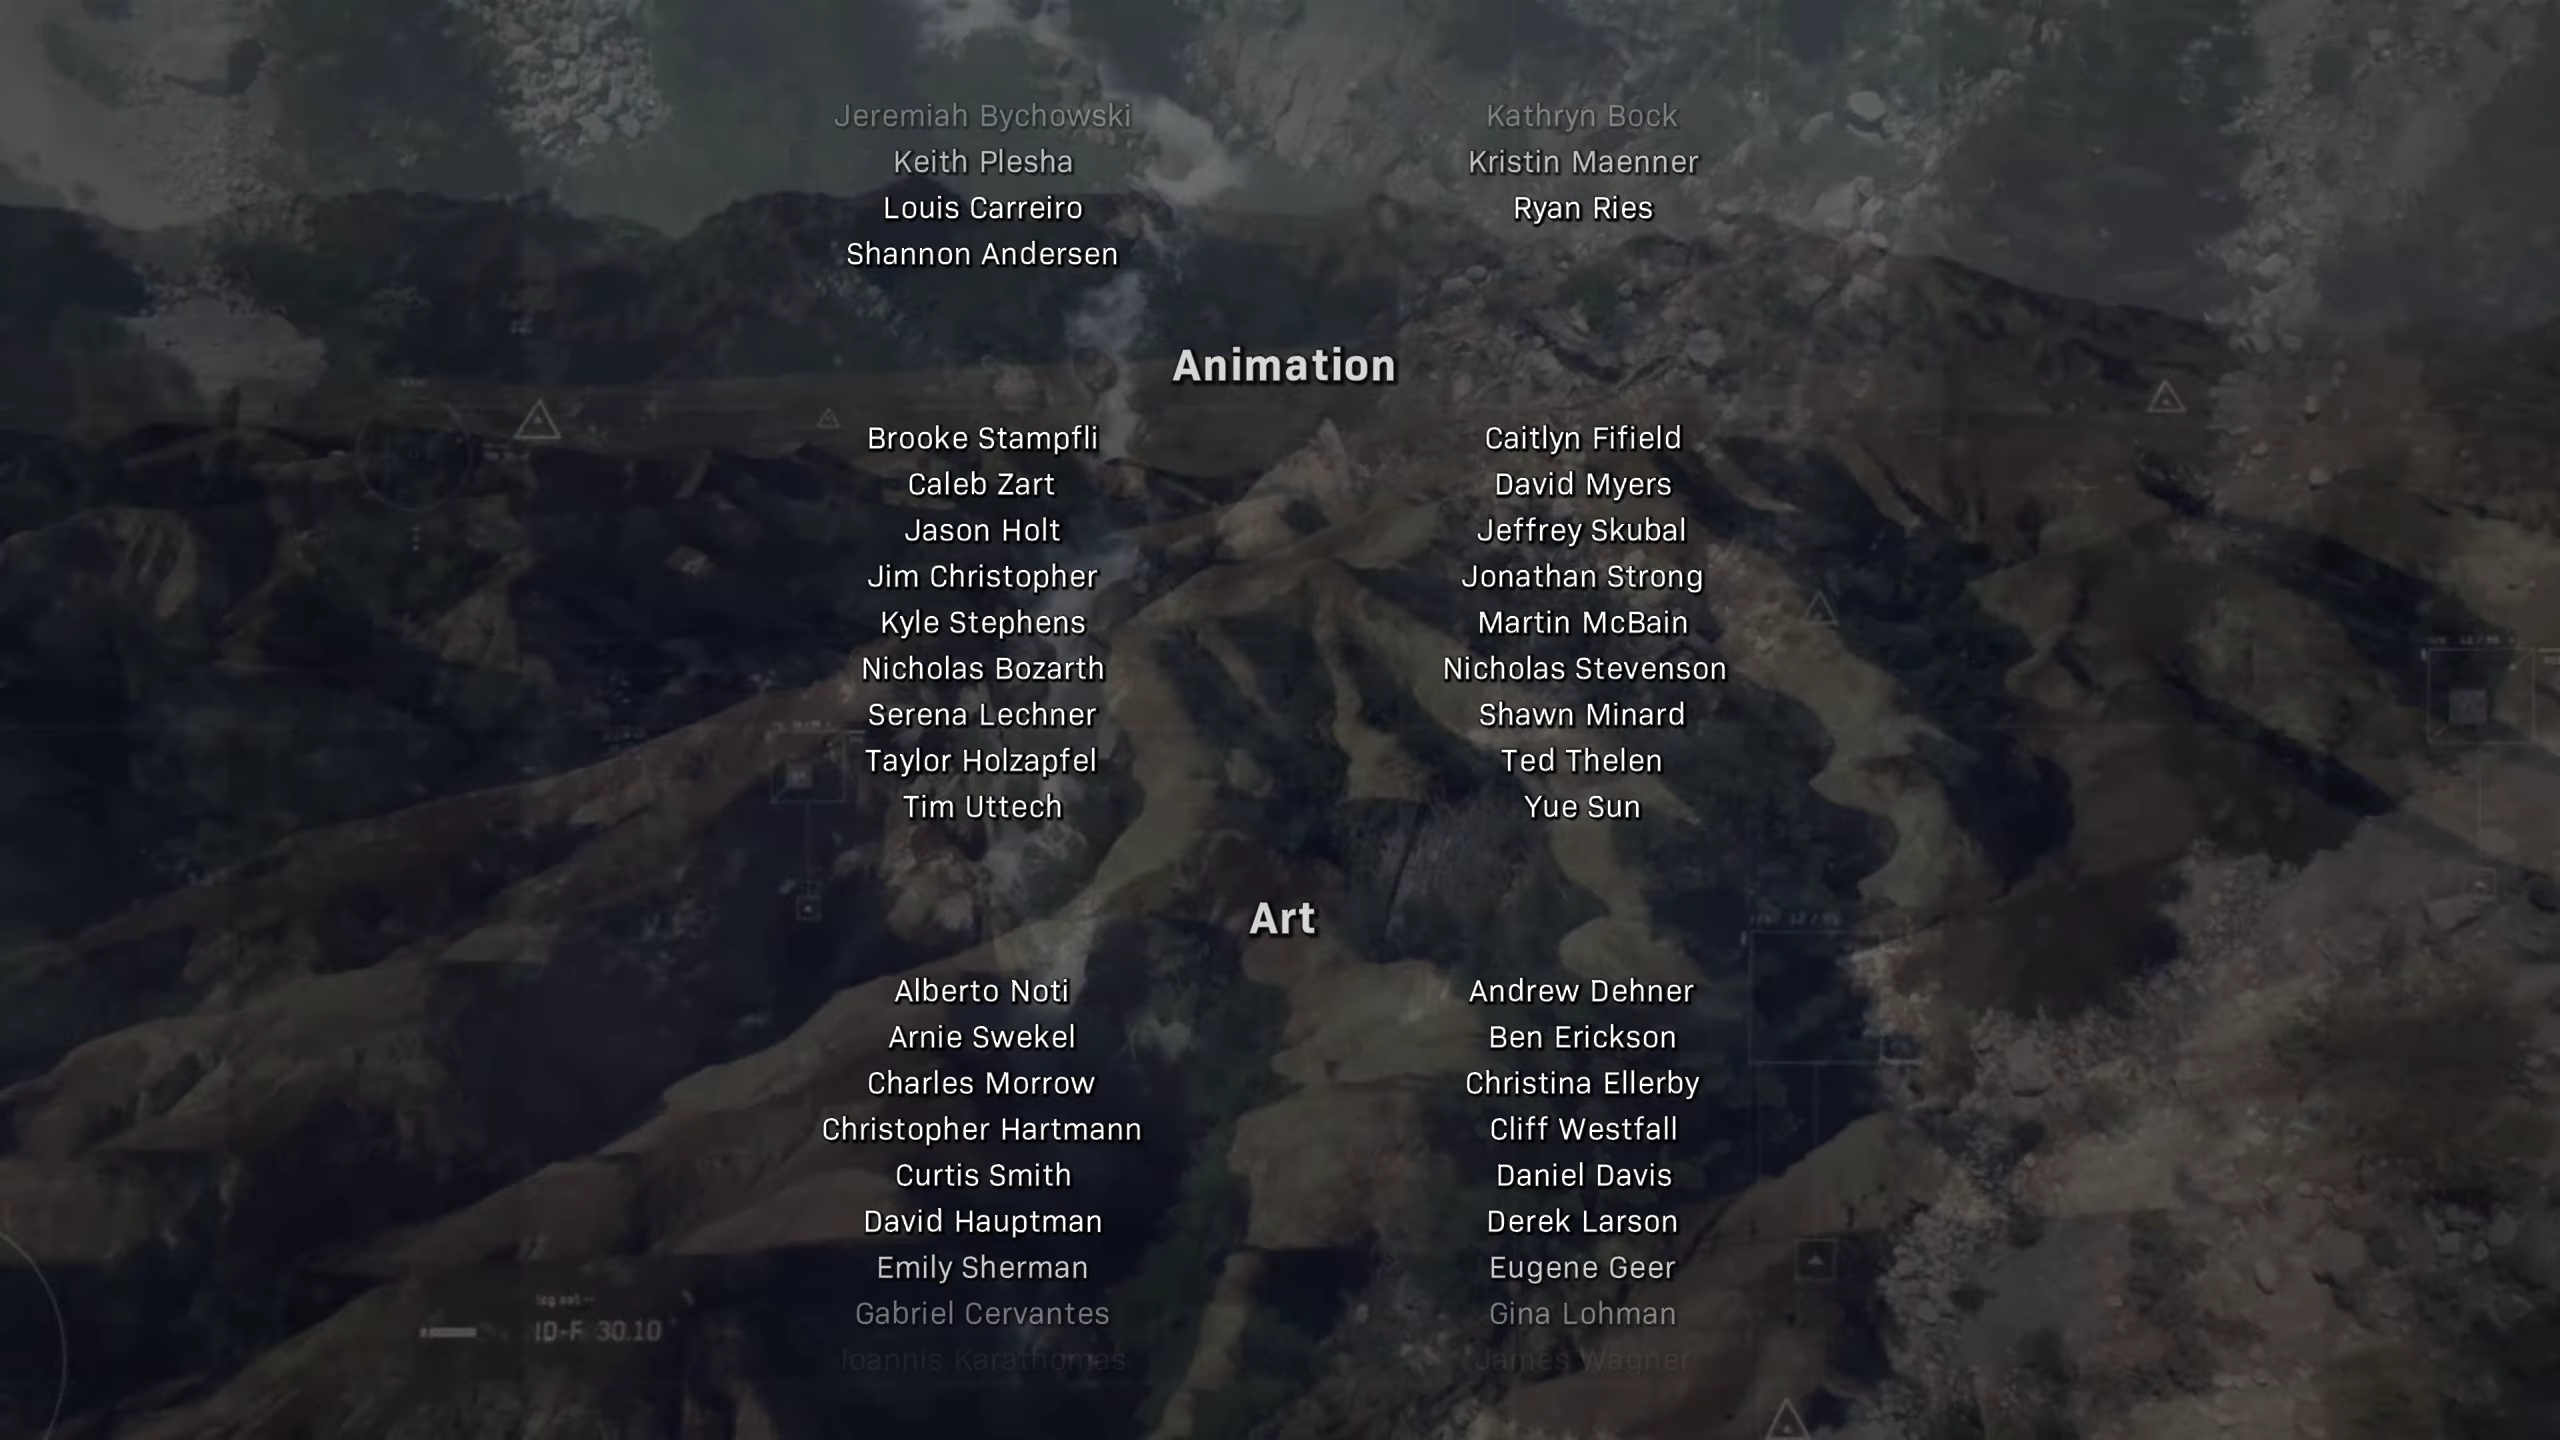 Jeremiah Bychowski Kathryn Bock
Keith Plesha Kristin Maenner
Louis Carreiro Ryan Ries
Shannon Andersen
Animation
Brooke Stampfli Caitlyn Fifield
Caleb Zart David Myers
Jason Holt Jeffrey Skubal
Jim Christopher Jonathan Strong
Kyle Stephens Martin McBain
Nicholas Bozarth Nicholas Stevenson
Serena Lechner Shawn Minard
Taylor Holzapfel Ted Thelen
Tim Uttech Yue Sun
Art
Alberto Noti Andrew Dehner
Arnie Swekel Ben Erickson
Charles Morrow Christina Ellerby
Christopher Hartmann Cliff Westfall
Curtis Smith Daniel Davis
David Hauptman Derek Larson
Emily Sherman Eugene Geer
Gabriel Cervantes Gina Lohman
ID-F 30.10
Ioannis Karathomas James Wagner